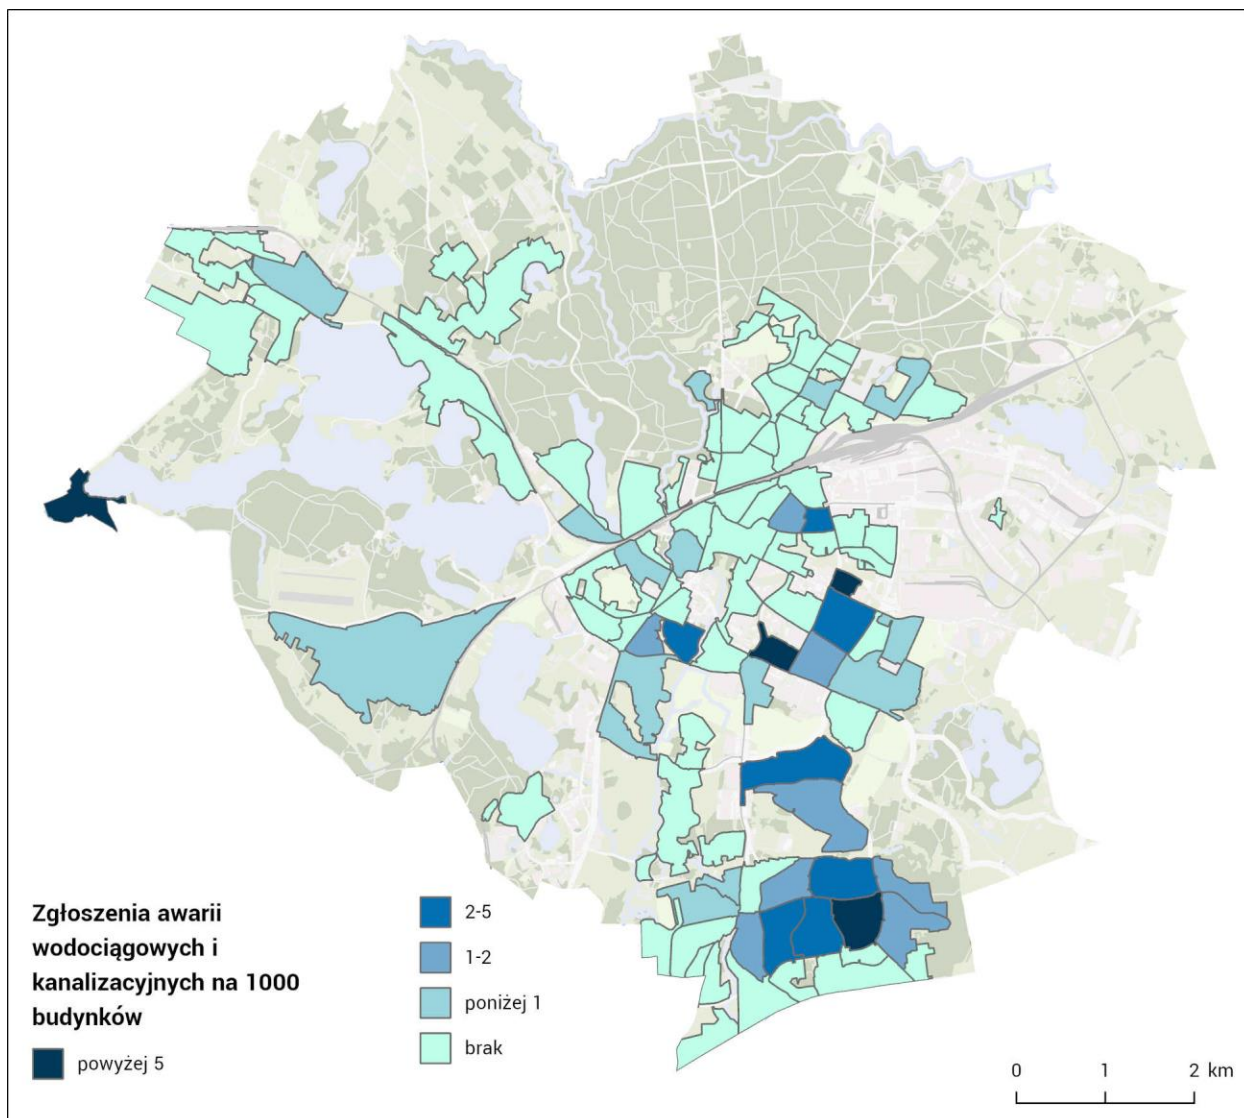 Zgłoszenia awarii
wodociągowych i
kanalizacyjnych na 1000
budynków
powyżej 5
2-5
1-2
poniżej 1
brak
0 1 2 km